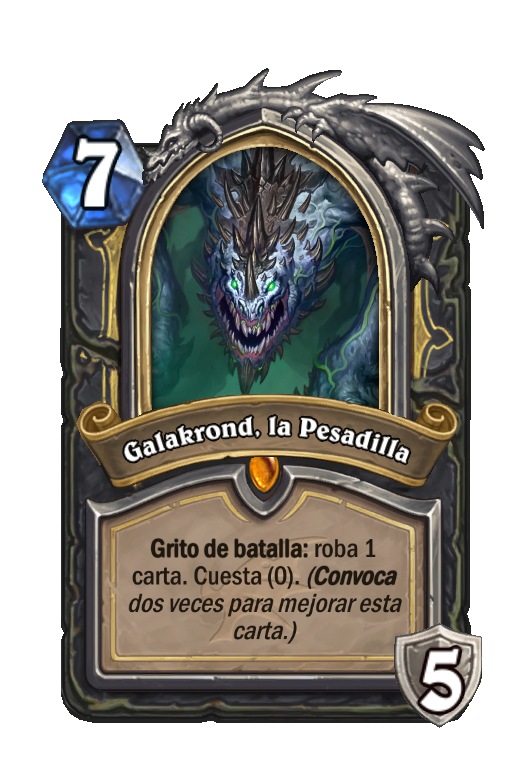 7
Galakrond, la Pesadilla
Grito de batalla: roba 1
carta. Cuesta (0). (Convoca
dos veces para mejorar esta
carta.)
5